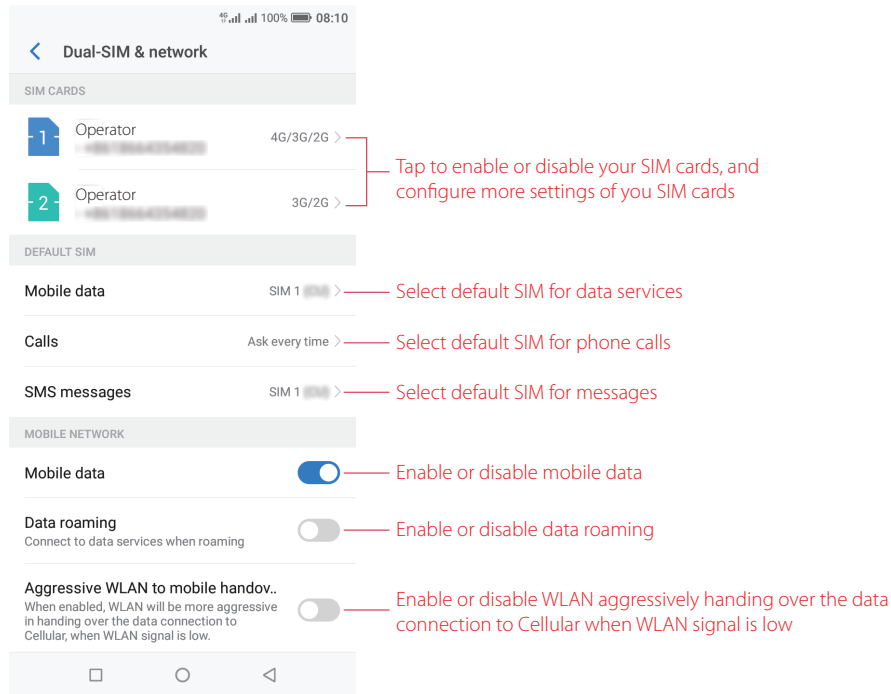 4G 100% 08:10
Dual-SIM & network
SIM CARDS
1
Operator
4G/3G/2G
Tap to enable or disable your SIM cards, and
configure more settings of you SIM cards
2
Operator
3G/2G
DEFAULT SIM
Mobile data SIM 1 Select default SIM for data services
Calls Ask every time Select default SIM for phone calls
SMS messages SIM 1 Select default SIM for messages
MOBILE NETWORK
Mobile data Enable or disable mobile data
Data roaming
Connect to data services when roaming
Enable or disable data roaming
Aggressive WLAN to mobile handov..
When enabled, WLAN will be more aggressive
in handing over the data connection to
Cellular, when WLAN signal is low.
Enable or disable WLAN aggressively handing over the data
connection to Cellular when WLAN signal is low